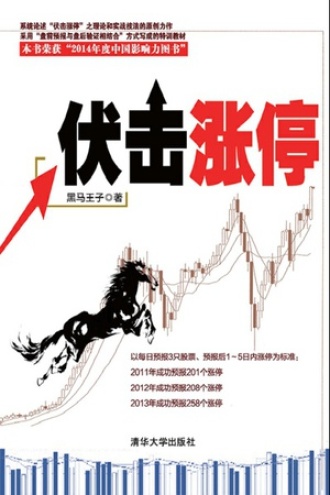 系统论述“伏击涨停”之理论和实战技法的原创力作
采用“盘前预报与盘后验证相结合”方式写成的特训教材
本书荣获“2014年度中国影响力图书”
伏击涨停
黑马王子◎著
以每日预报3只股票、预报后1~5日内涨停为标准：
2011年成功预报201个涨停
2012年成功预报208个涨停
2013年成功预报258个涨停
清华大学出版社